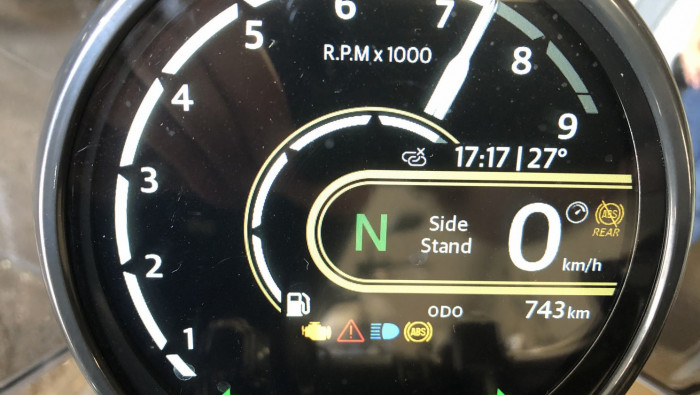 6
7
5
R.P.M x 1000
8
4
9
17:17 | 27°
3
N
Side
Stand
0
km/h
ABS
REAR
2
ODO
743 km
ABS
1